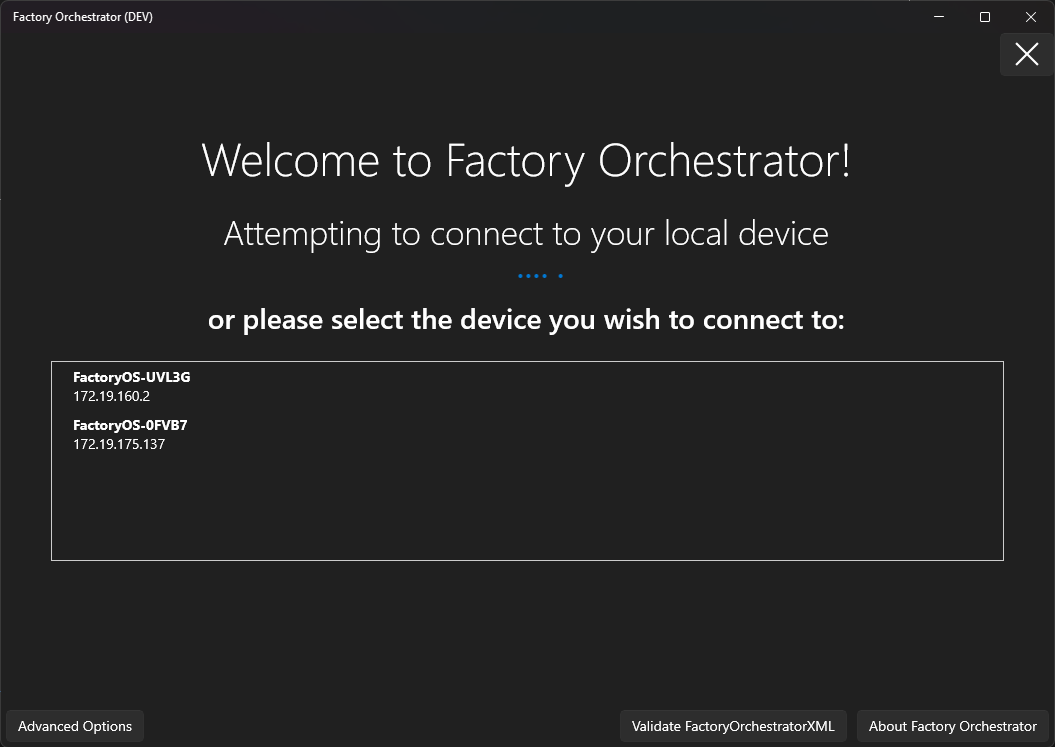 Factory Orchestrator (DEV)
Welcome to Factory Orchestrator!
Attempting to connect to your local device
or please select the device you wish to connect to:
FactoryOS-UVL3G
172.19.160.2
FactoryOS-0FVB7
172.19.175.137
Advanced Options
Validate FactoryOrchestratorXML
About Factory Orchestrator